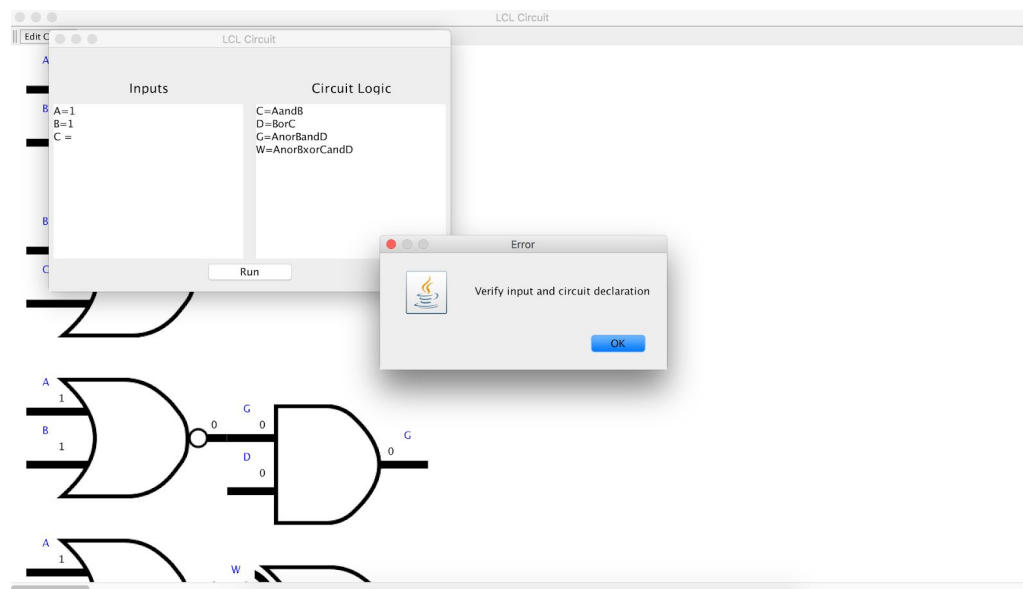 LCL Circuit
Edit C
LCL Circuit
Inputs
Circuit Logic
A=1
B=1
C =
C=AandB
D=BorC
G=AnorBandD
W=AnorBxorCandD
Run
Error
Verify input and circuit declaration
OK
A
B
B
C
A
1
B
1
0
G
0
D
0
G
0
A
1
W